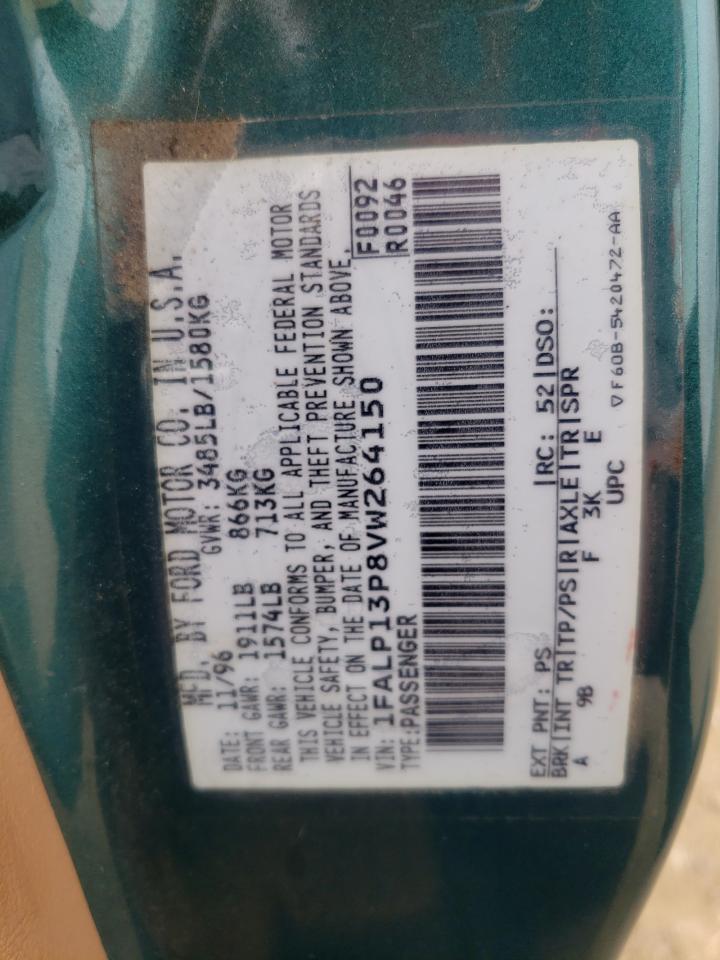 MFD. BY FORD MOTOR CO. IN U.S.A.
DATE: 11/96 GVWR: 3485LB/1580KG
FRONT GAWR: 1911LB 866KG
REAR GAWR: 1574LB 713KG
THIS VEHICLE CONFORMS TO ALL APPLICABLE FEDERAL MOTOR
VEHICLE SAFETY, BUMPER, AND THEFT PREVENTION STANDARDS
IN EFFECT ON THE DATE OF MANUFACTURE SHOWN ABOVE.
VIN: 1FALP13P8VW264150 F0092
TYPE: PASSENGER R0046
EXT PNT: PS |RC: 52|DSO:
BRK|INT TR|TP/PS|R|AXLE|TR|SPR
A 9B F 3K E
UPC
▽F60B-5420472-AA